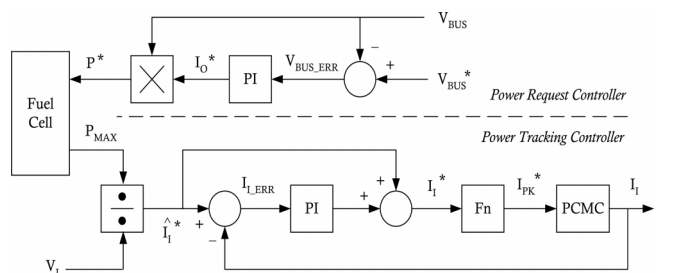 V_BUS
−
P*
I_O*
V_BUS_ERR
+
×
PI
V_BUS*
Power Request Controller
Fuel
Cell
P_MAX
Power Tracking Controller
+
I_I_ERR
+
I_I*
I_PK*
I_I
÷
+
PI
Fn
PCMC
Î_I*
−
V_I